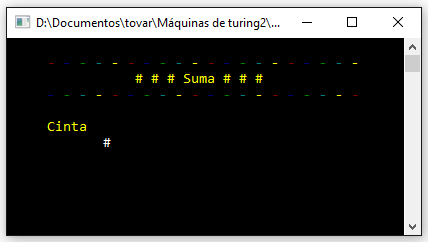 D:\Documentos\tovar\Máquinas de turing2\...
- - - - - - - - - - - - - - - - - - - -
# # # Suma # # #
- - - - - - - - - - - - - - - - - - - -
Cinta
#